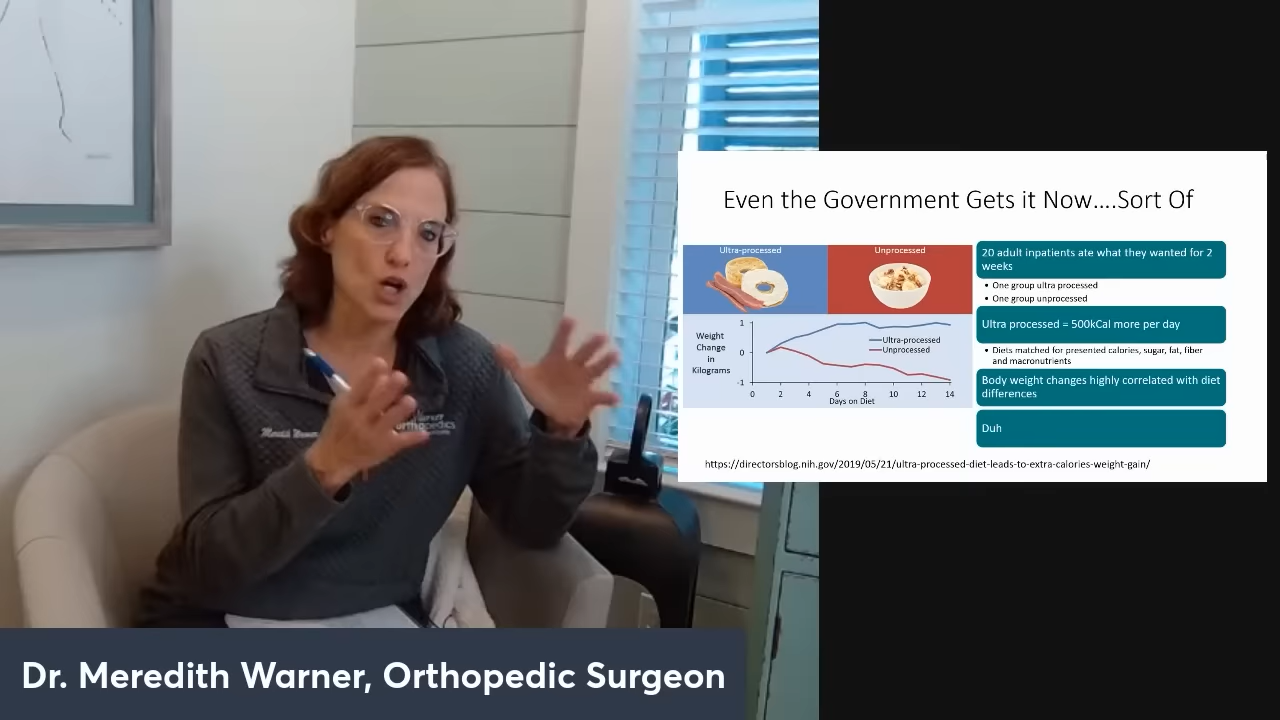 Even the Government Gets it Now....Sort Of
Ultra-processed
Unprocessed
Weight
Change
in
Kilograms
1
0
-1
Ultra-processed
Unprocessed
0 2 4 6 8 10 12 14
Days on Diet
20 adult inpatients ate what they wanted for 2
weeks
• One group ultra processed
• One group unprocessed
Ultra processed = 500kCal more per day
• Diets matched for presented calories, sugar, fat, fiber
and macronutrients
Body weight changes highly correlated with diet
differences
Duh
https://directorsblog.nih.gov/2019/05/21/ultra-processed-diet-leads-to-extra-calories-weight-gain/
Meredith Warner
Orthopedics
Dr. Meredith Warner, Orthopedic Surgeon